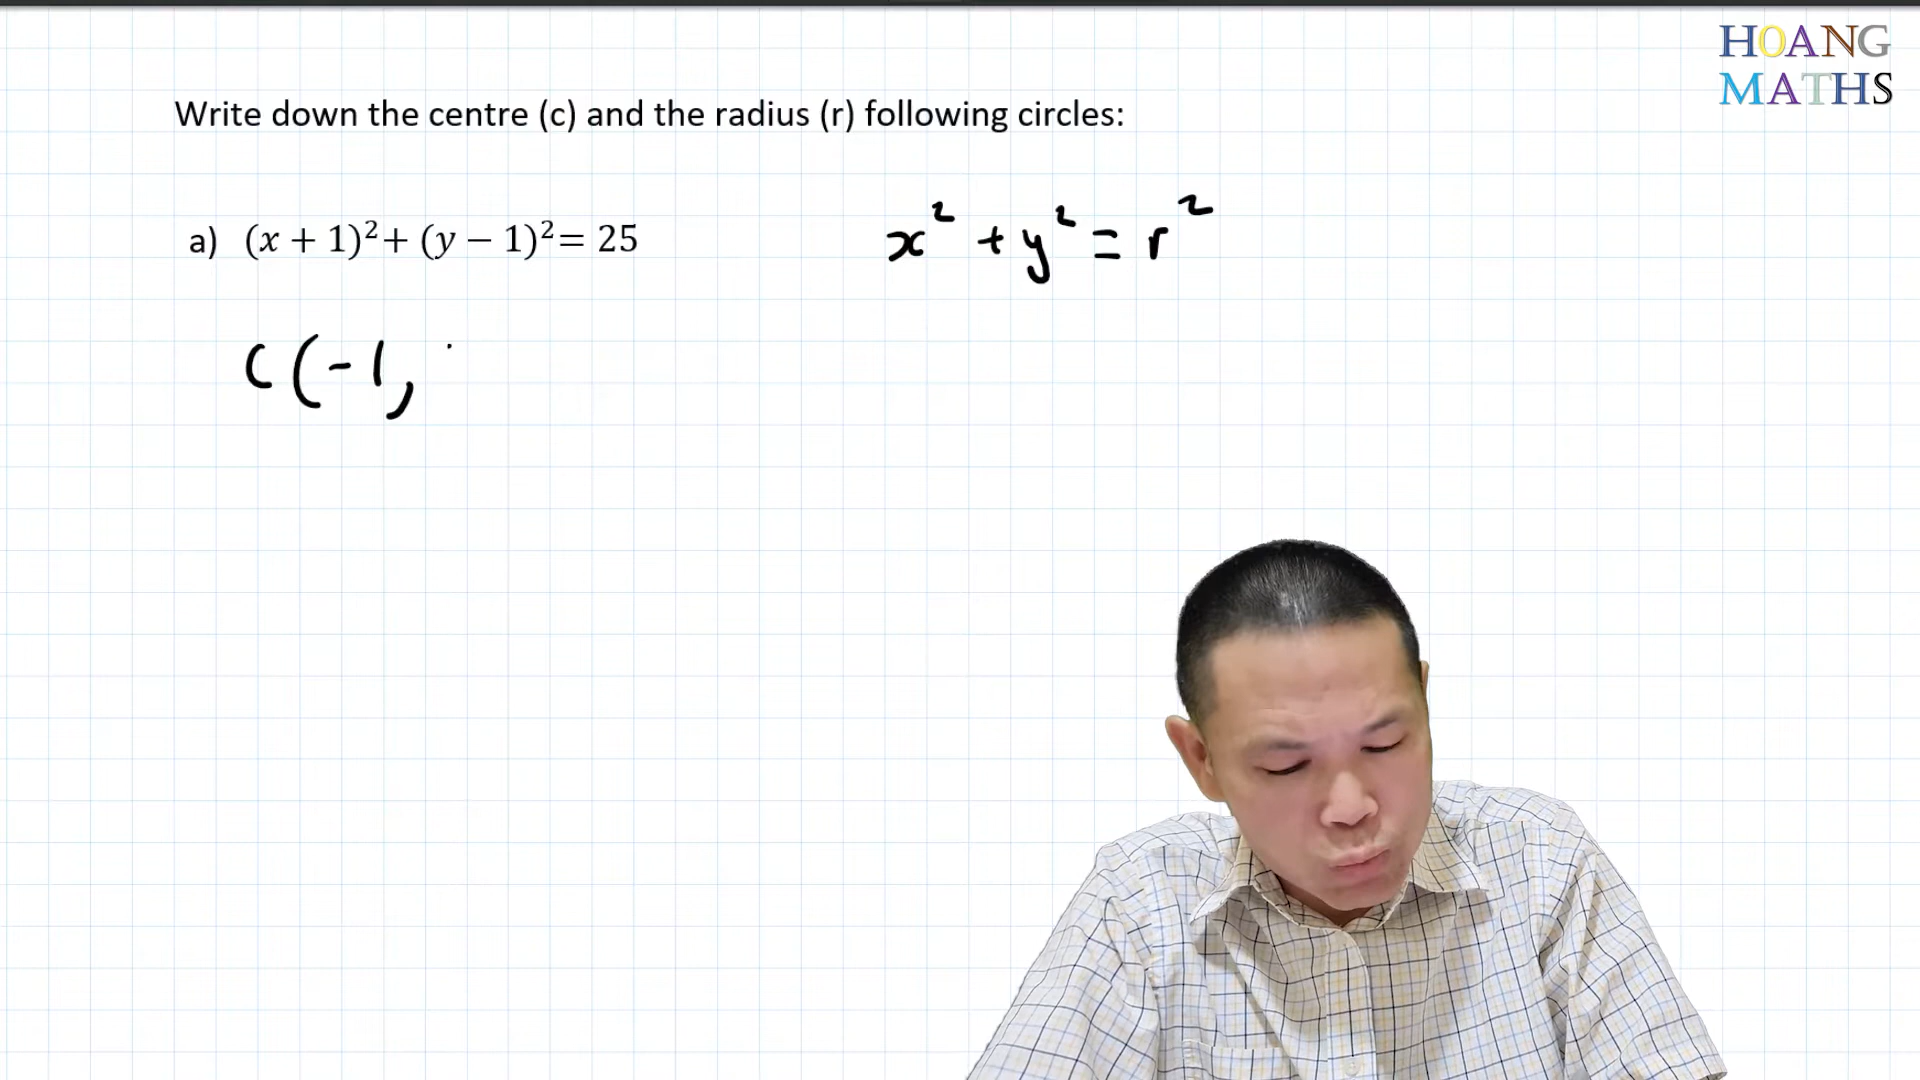 HOANG
MATHS
Write down the centre (c) and the radius (r) following circles:
a) (x + 1)²+ (y − 1)²= 25
x² + y² = r²
C(-1,